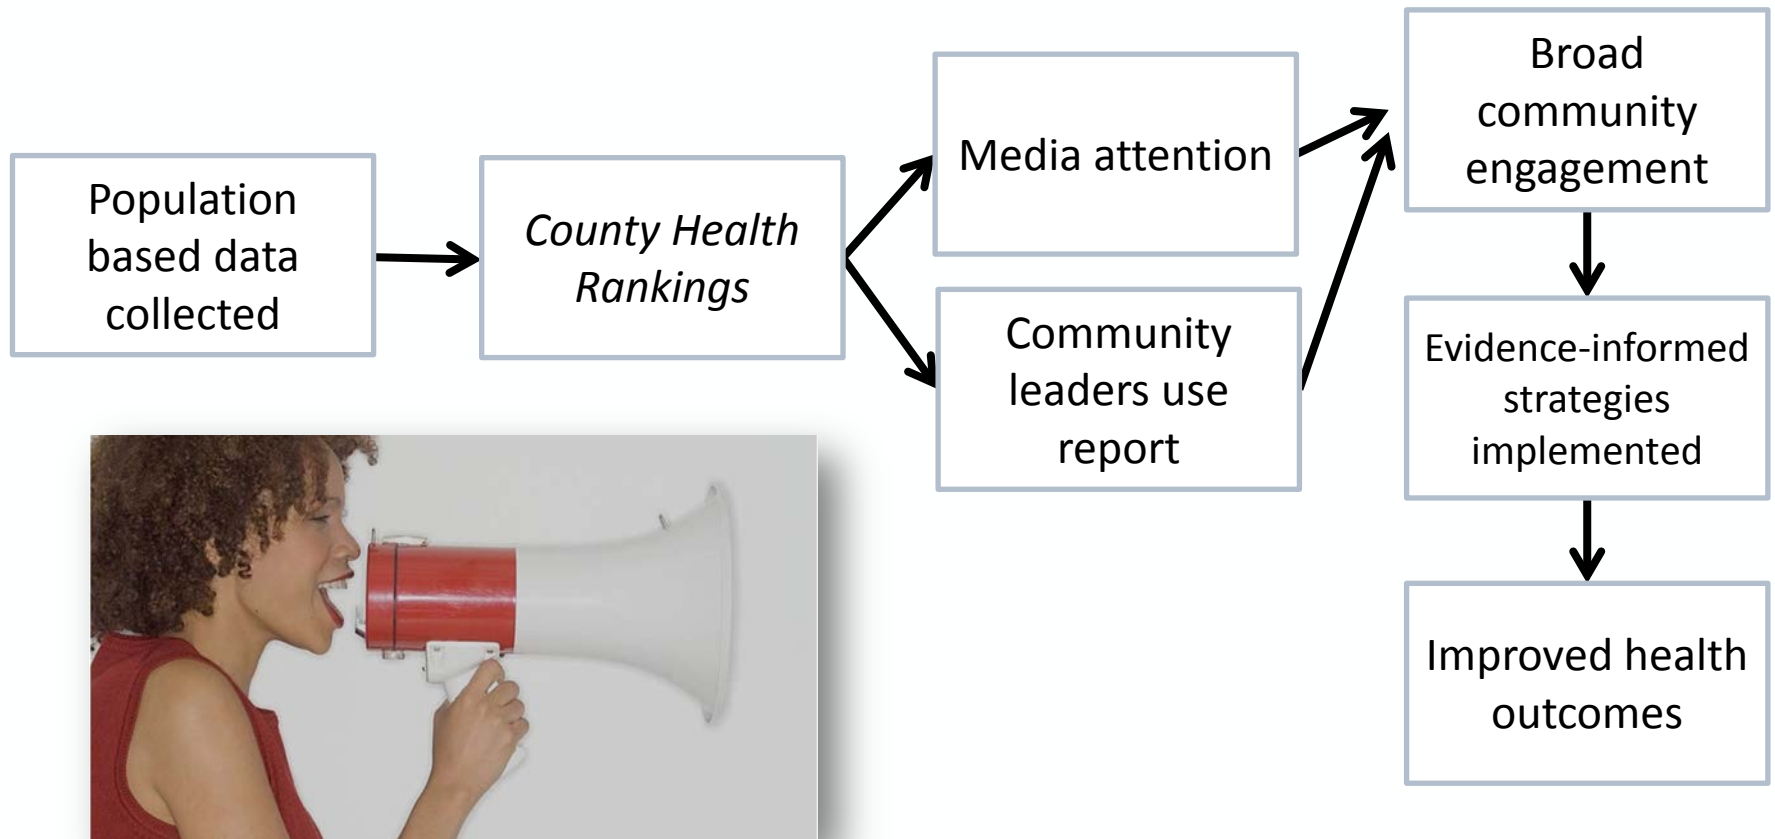 Population
based data
collected
County Health
Rankings
Media attention
Community
leaders use
report
Broad
community
engagement
Evidence-informed
strategies
implemented
Improved health
outcomes